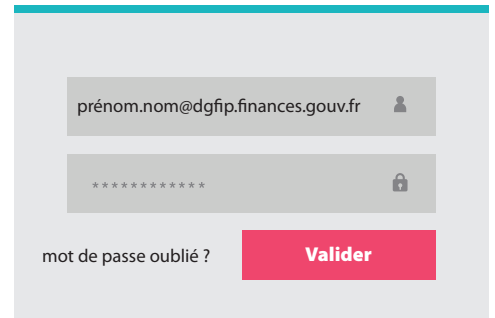 prénom.nom@dgfip.finances.gouv.fr
************
mot de passe oublié ?
Valider